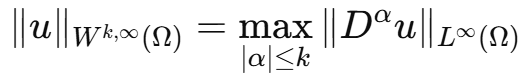 ‖u‖_{W^{k,∞}(Ω)} = max_{|α|≤k} ‖D^α u‖_{L^∞(Ω)}